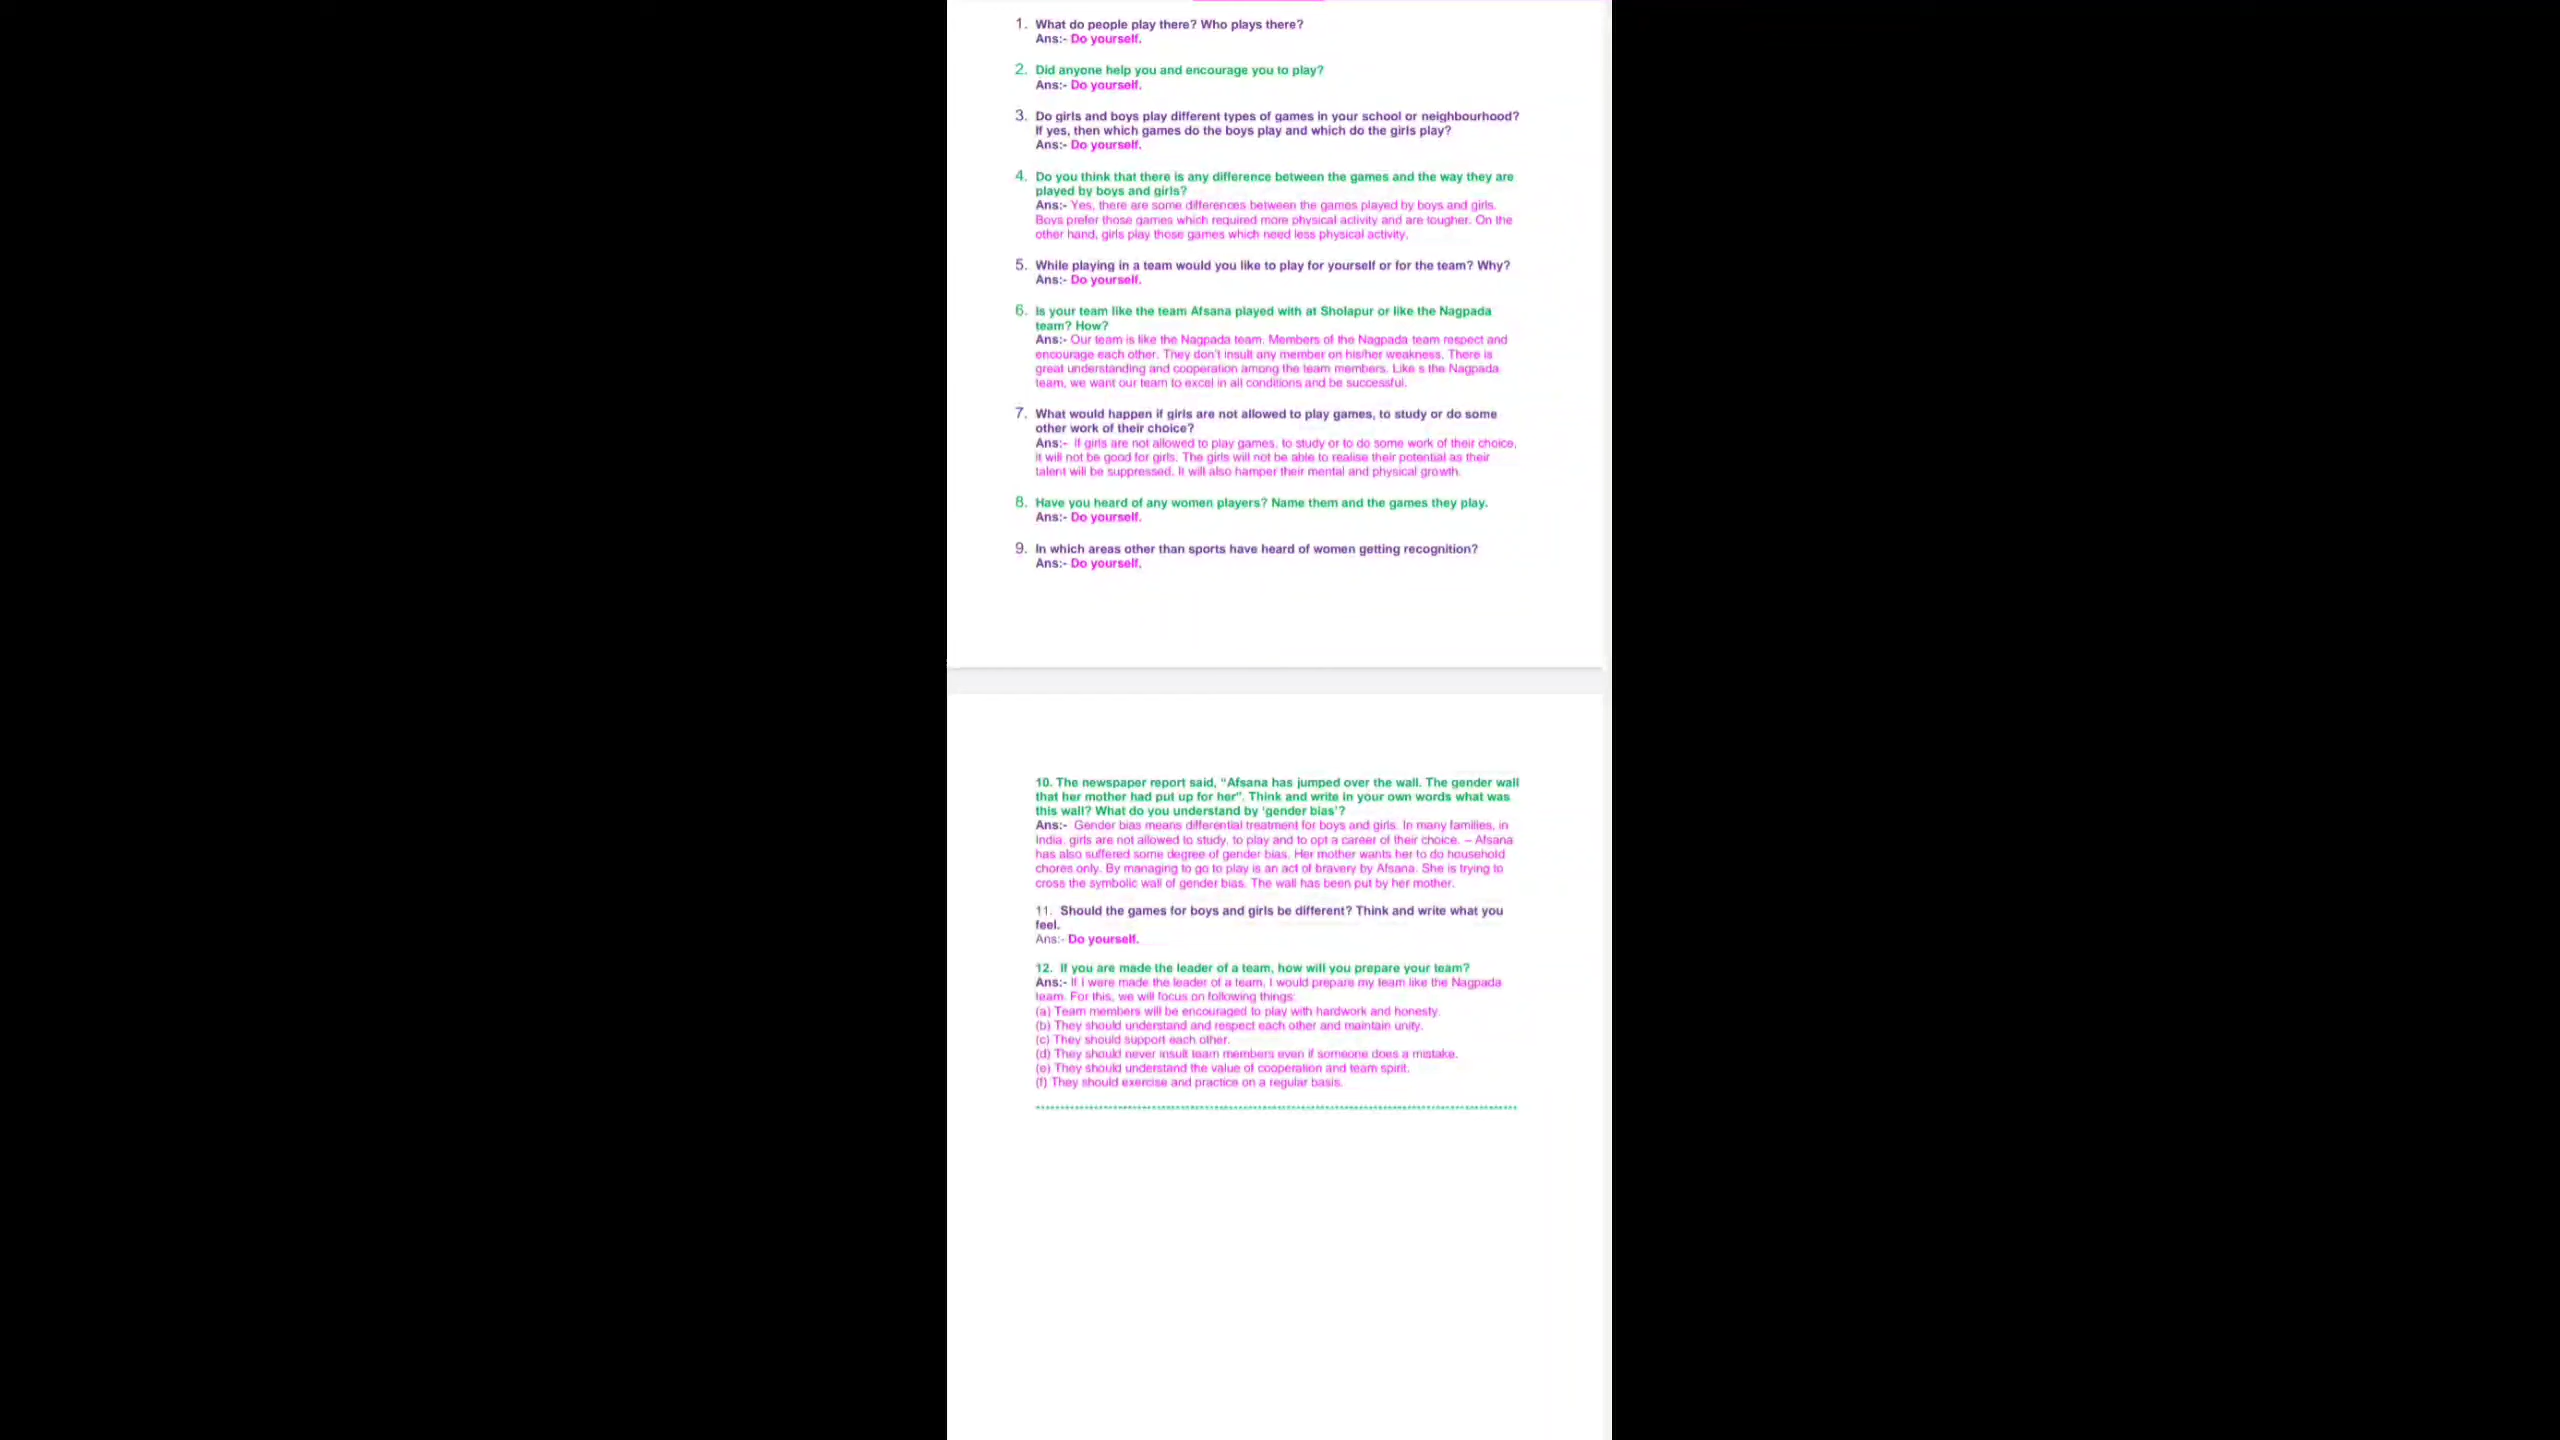 1. What do people play there? Who plays there?
Ans:- Do yourself.
2. Did anyone help you and encourage you to play?
Ans:- Do yourself.
3. Do girls and boys play different types of games in your school or neighbourhood?
If yes, then which games do the boys play and which do the girls play?
Ans:- Do yourself.
4. Do you think that there is any difference between the games and the way they are
played by boys and girls?
Ans:- Yes, there are some differences between the games played by boys and girls.
Boys prefer those games which required more physical activity and are tougher. On the
other hand, girls play those games which need less physical activity.
5. While playing in a team would you like to play for yourself or for the team? Why?
Ans:- Do yourself.
6. Is your team like the team Afsana played with at Sholapur or like the Nagpada
team? How?
Ans:- Our team is like the Nagpada team. Members of the Nagpada team respect and
encourage each other. They don't insult any member on his/her weakness. There is
great understanding and cooperation among the team members. Like s the Nagpada
team, we want our team to excel in all conditions and be successful.
7. What would happen if girls are not allowed to play games, to study or do some
other work of their choice?
Ans:- If girls are not allowed to play games, to study or to do some work of their choice,
it will not be good for girls. The girls will not be able to realise their potential as their
talent will be suppressed. It will also hamper their mental and physical growth.
8. Have you heard of any women players? Name them and the games they play.
Ans:- Do yourself.
9. In which areas other than sports have heard of women getting recognition?
Ans:- Do yourself.
10. The newspaper report said, “Afsana has jumped over the wall. The gender wall
that her mother had put up for her”. Think and write in your own words what was
this wall? What do you understand by ‘gender bias’?
Ans:- Gender bias means differential treatment for boys and girls. In many families, in
India, girls are not allowed to study, to play and to opt a career of their choice. – Afsana
has also suffered some degree of gender bias. Her mother wants her to do household
chores only. By managing to go to play is an act of bravery by Afsana. She is trying to
cross the symbolic wall of gender bias. The wall has been put by her mother.
11. Should the games for boys and girls be different? Think and write what you
feel.
Ans:- Do yourself.
12. If you are made the leader of a team, how will you prepare your team?
Ans:- If I were made the leader of a team, I would prepare my team like the Nagpada
team. For this, we will focus on following things:
(a) Team members will be encouraged to play with hardwork and honesty.
(b) They should understand and respect each other and maintain unity.
(c) They should support each other.
(d) They should never insult team members even if someone does a mistake.
(e) They should understand the value of cooperation and team spirit.
(f) They should exercise and practice on a regular basis.